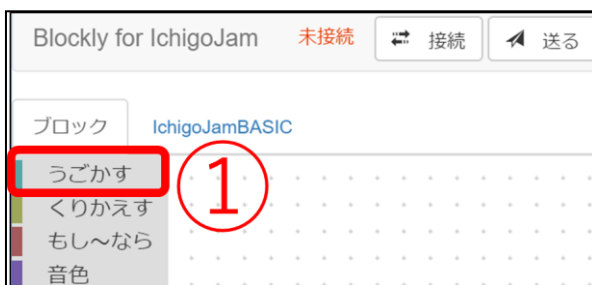 Blockly for IchigoJam 未接続 接続 送る
ブロック IchigoJamBASIC
うごかす
①
くりかえす
もし～なら
音色